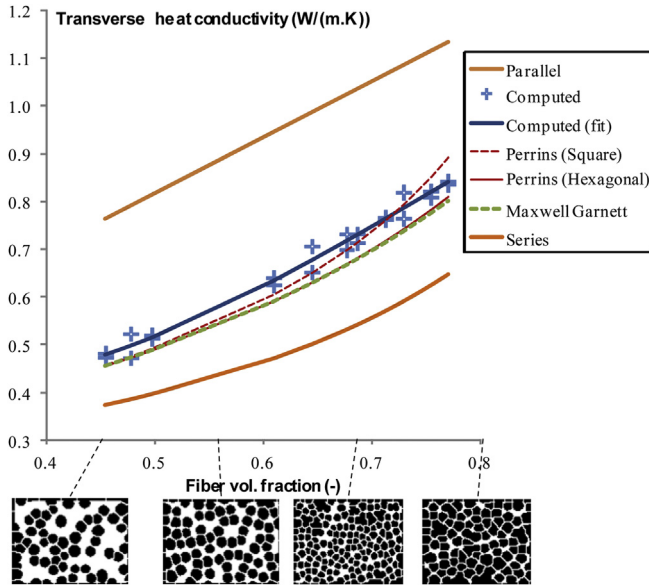 Transverse heat conductivity (W/(m.K))
1.2
1.1
1.0
0.9
0.8
0.7
0.6
0.5
0.4
0.3
0.4
0.5
0.6
0.7
0.8
Fiber vol. fraction (-)
Parallel
Computed
Computed (fit)
Perrins (Square)
Perrins (Hexagonal)
Maxwell Garnett
Series